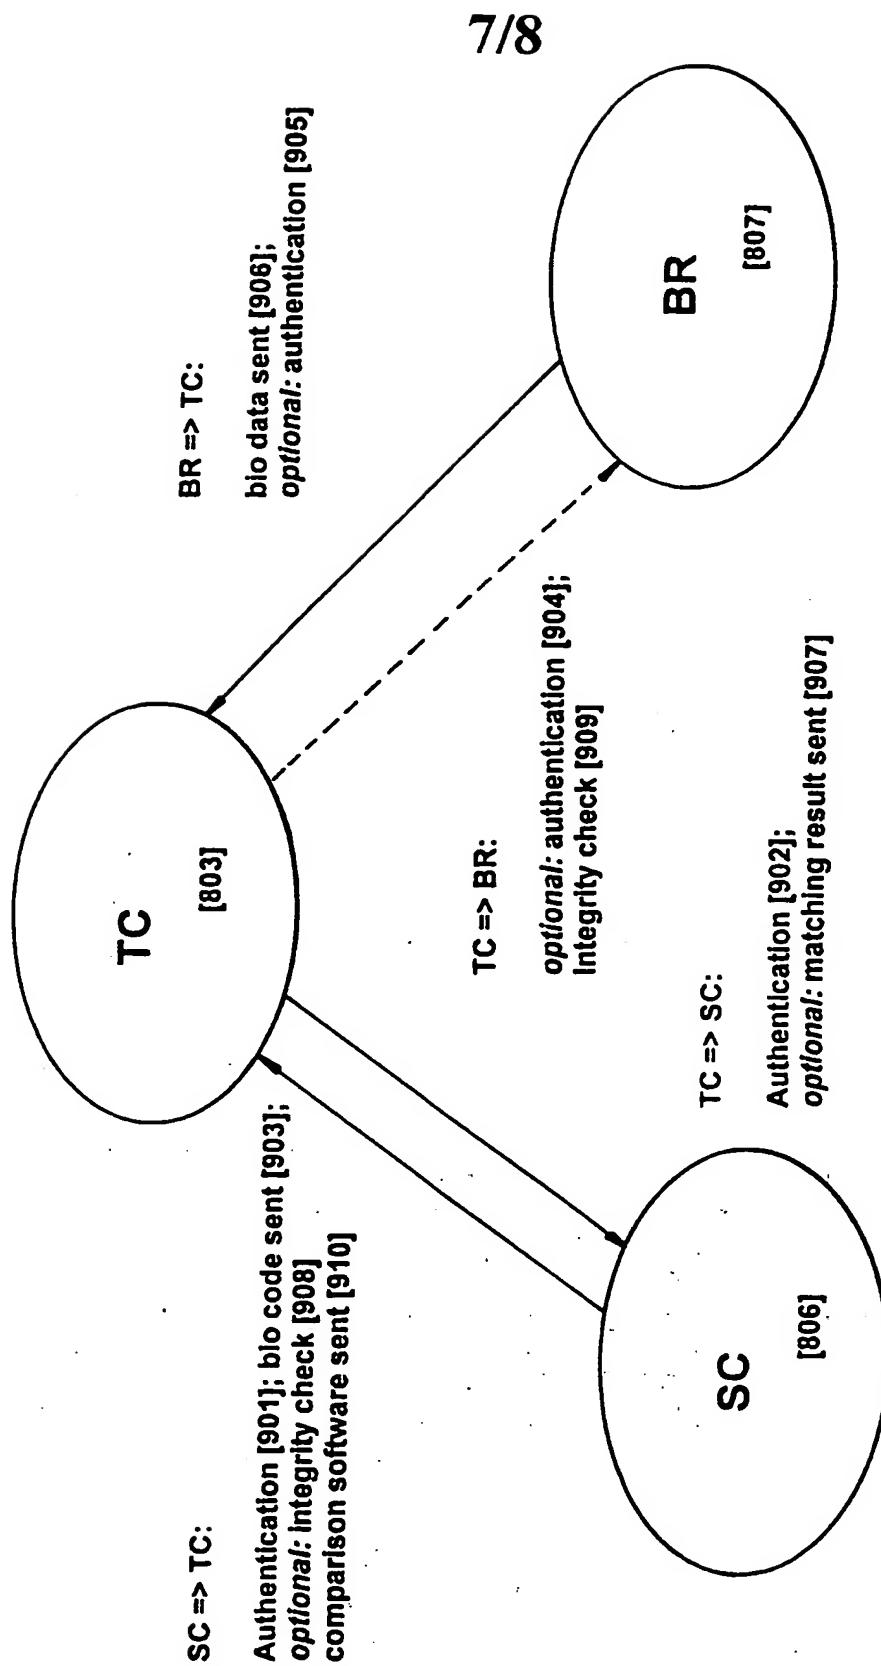 7/8
SC => TC:
Authentication [901]; bio code sent [903];
optional: Integrity check [908]
comparison software sent [910]
TC
[803]
BR => TC:
bio data sent [906];
optional: authentication [905]
TC => BR:
optional: authentication [904];
Integrity check [909]
SC
[806]
TC => SC:
Authentication [902];
optional: matching result sent [907]
BR
[807]